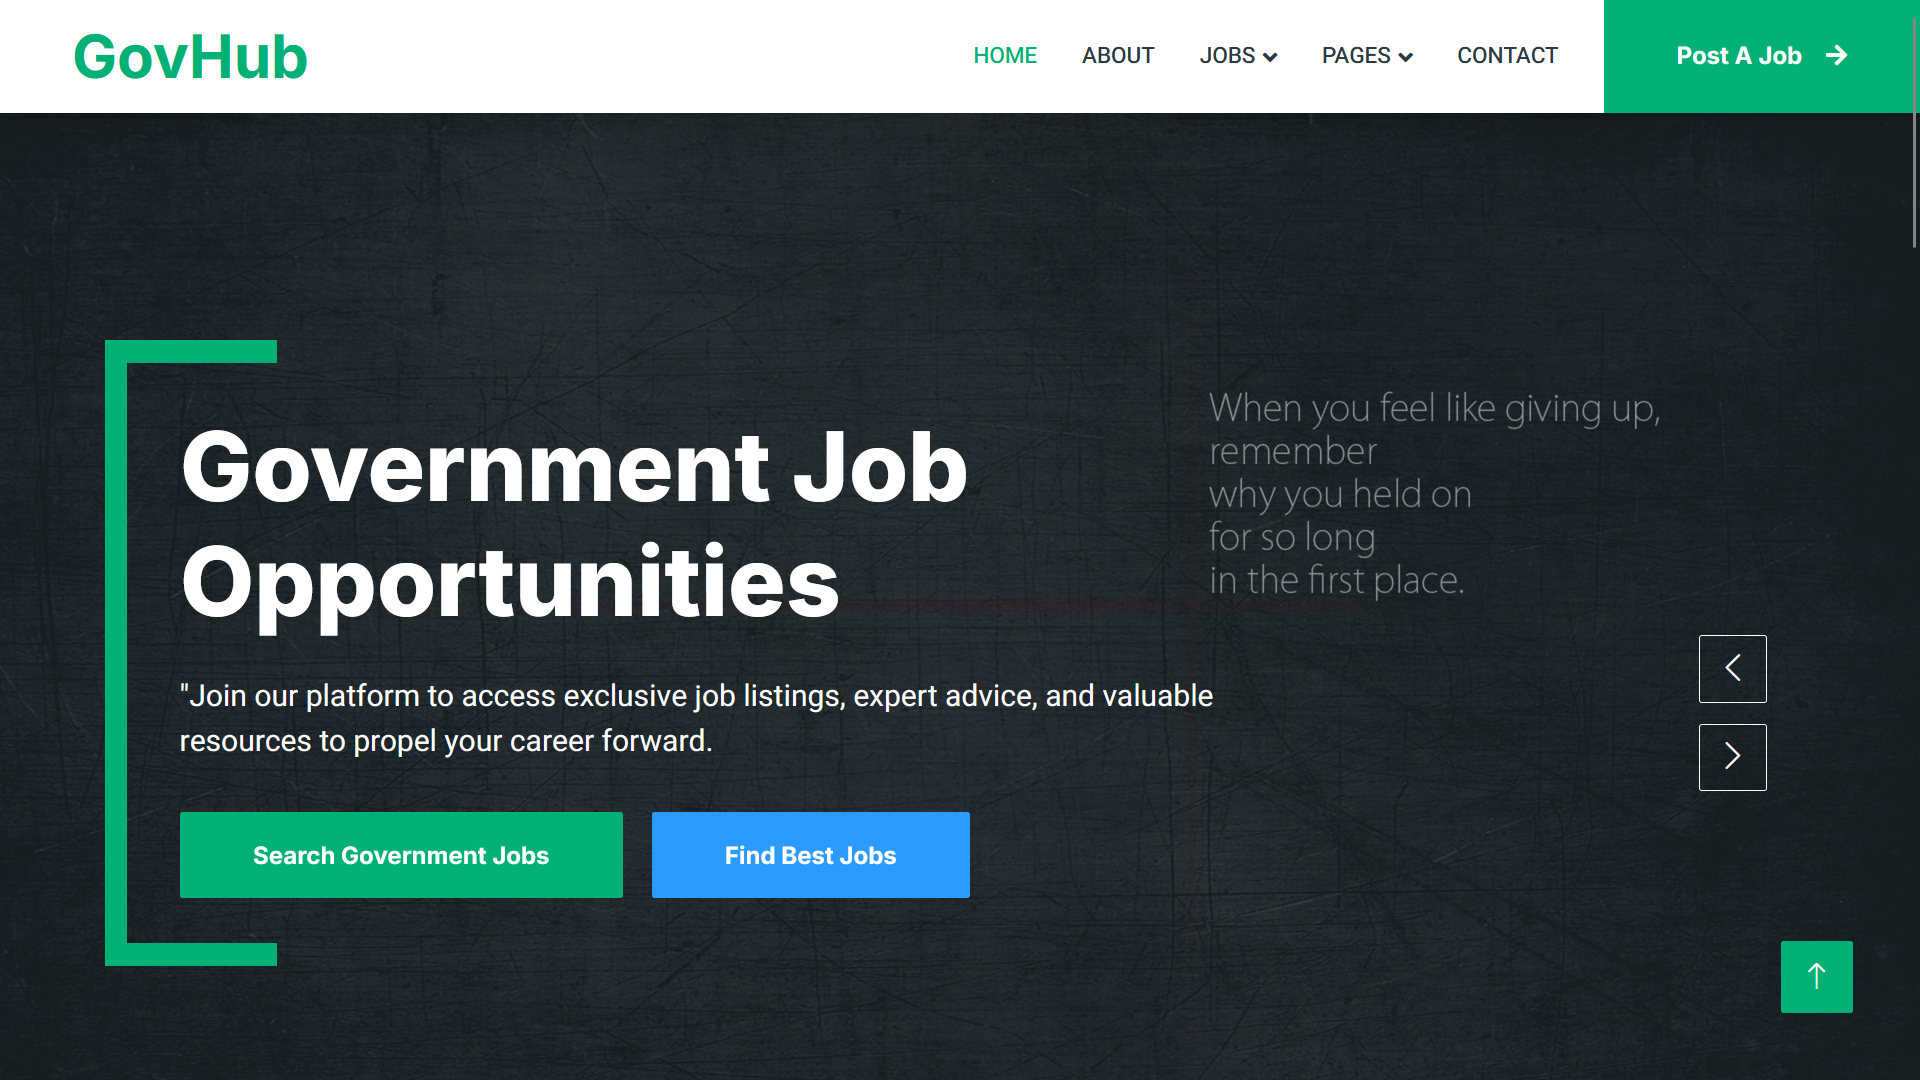 GovHub
HOME
ABOUT
JOBS
PAGES
CONTACT
Post A Job
When you feel like giving up,
remember
why you held on
for so long
in the first place.
Government Job
Opportunities
"Join our platform to access exclusive job listings, expert advice, and valuable
resources to propel your career forward.
Search Government Jobs
Find Best Jobs